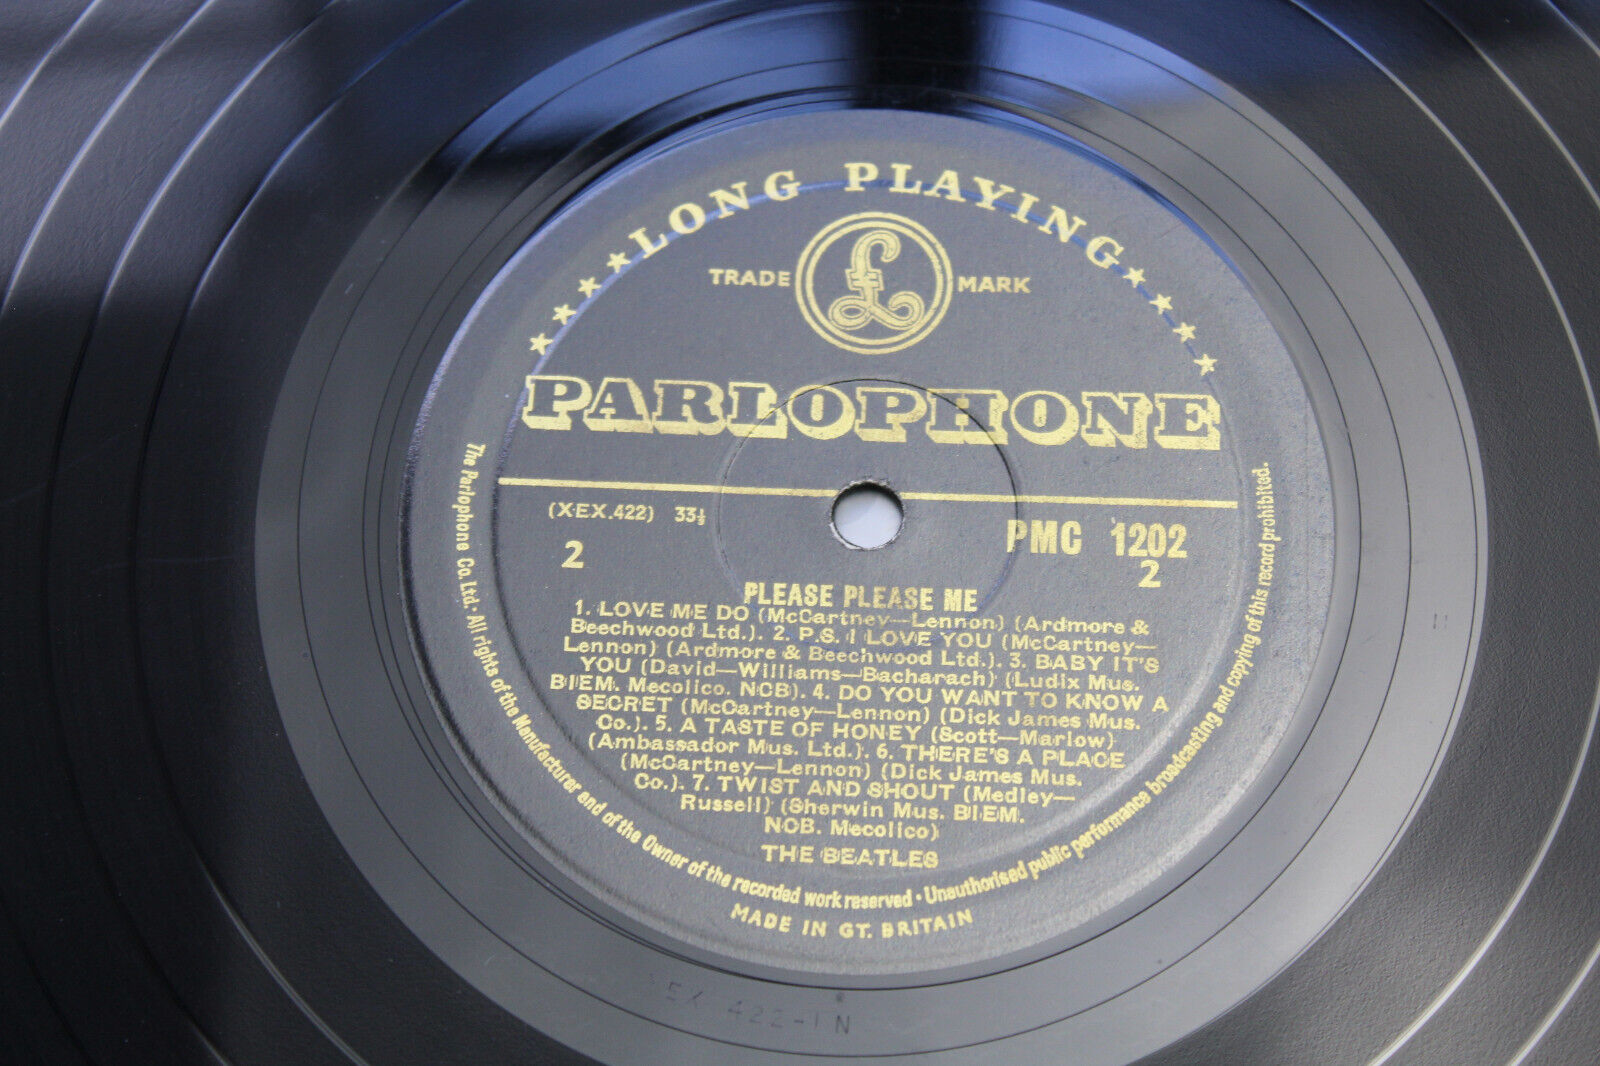 LONG PLAYING
TRADE MARK
£
PARLOPHONE
(XEX.422) 33⅓
PMC 1202
2
2
PLEASE PLEASE ME
1. LOVE ME DO (McCartney—Lennon) (Ardmore &
Beechwood Ltd.). 2. P.S. I LOVE YOU (McCartney—
Lennon) (Ardmore & Beechwood Ltd.). 3. BABY IT'S
YOU (David—Williams—Bacharach) (Ludix Mus.
BIEM. Mecolico. NCB). 4. DO YOU WANT TO KNOW A
SECRET (McCartney—Lennon) (Dick James Mus.
Co.). 5. A TASTE OF HONEY (Scott—Marlow)
(Ambassador Mus. Ltd.). 6. THERE'S A PLACE
(McCartney—Lennon) (Dick James Mus.
Co.). 7. TWIST AND SHOUT (Medley—
Russell) (Sherwin Mus. BIEM.
NCB. Mecolico)
THE BEATLES
The Parlophone Co. Ltd. · All rights of the Manufacturer and of the Owner of the recorded work reserved · Unauthorised public performance broadcasting and copying of this record prohibited.
MADE IN GT. BRITAIN
EX 422-1N